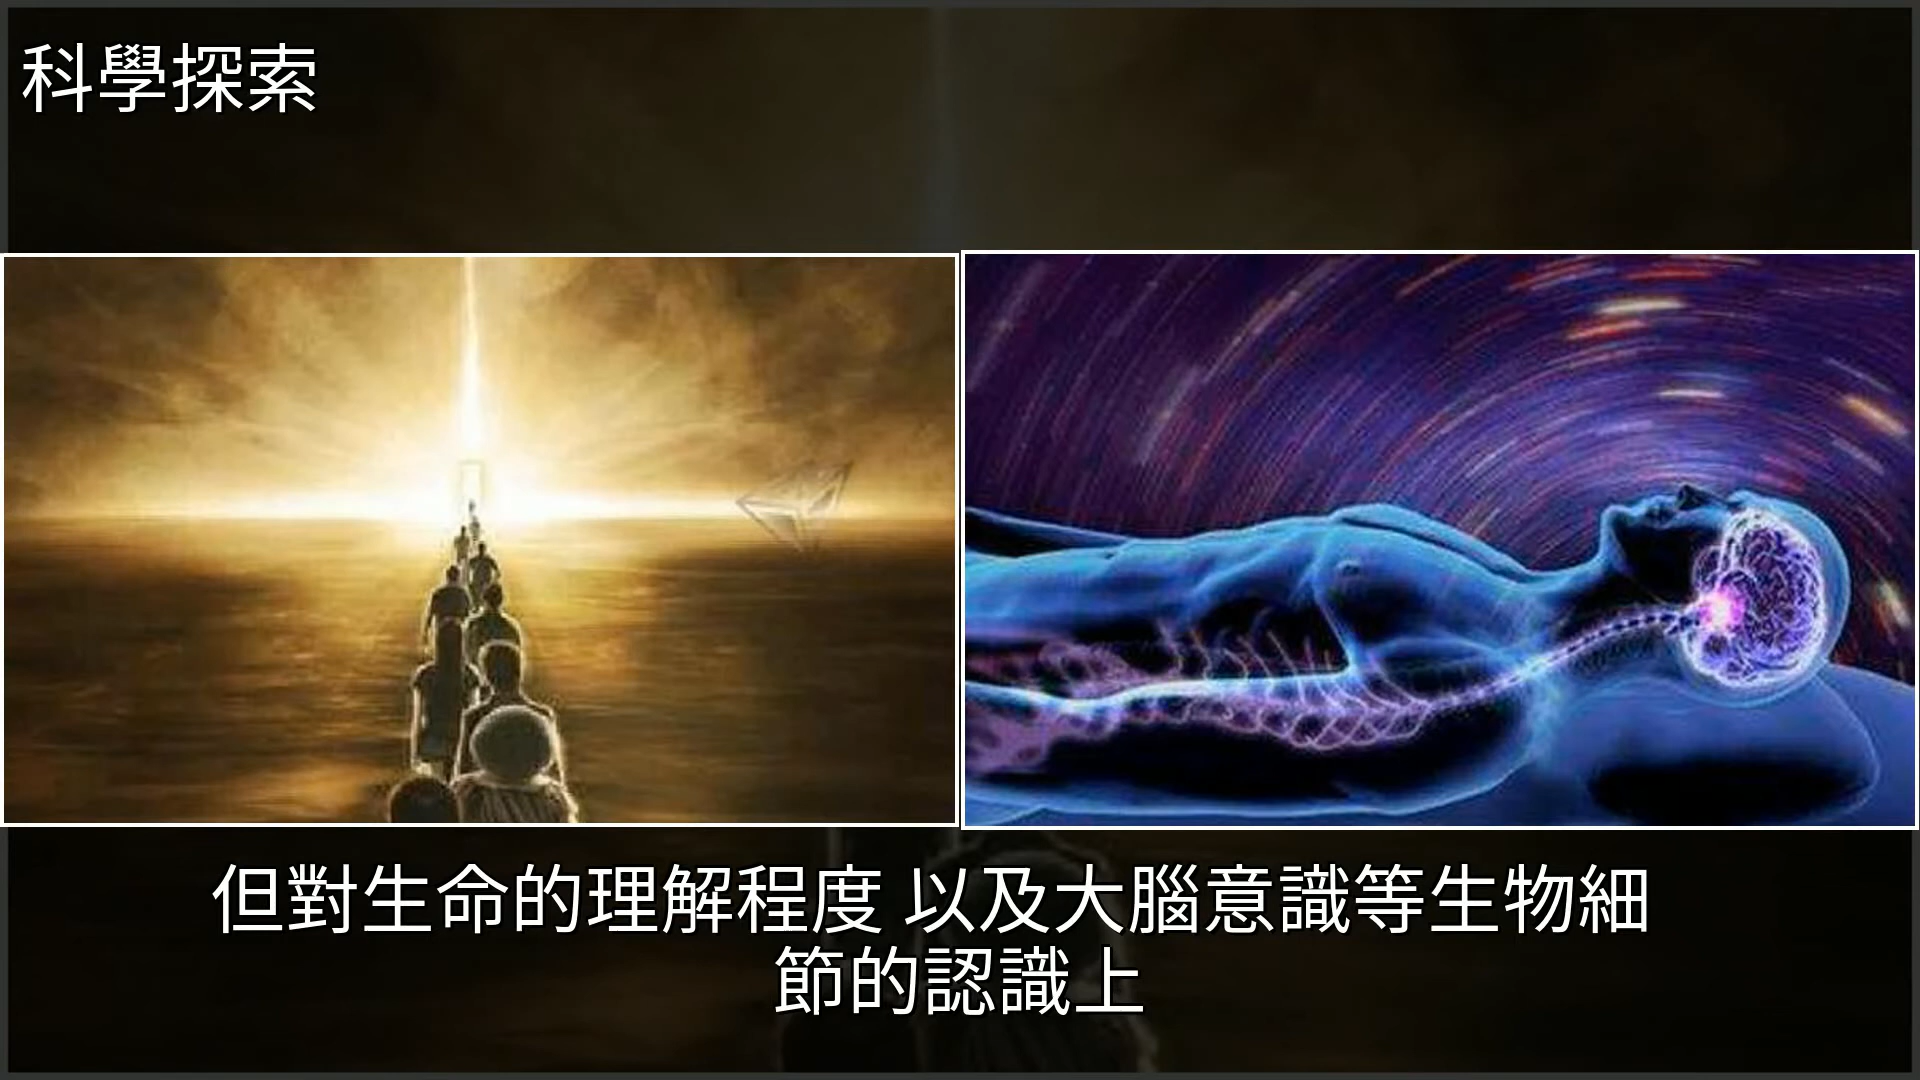 科學探索
但對生命的理解程度 以及大腦意識等生物細
節的認識上